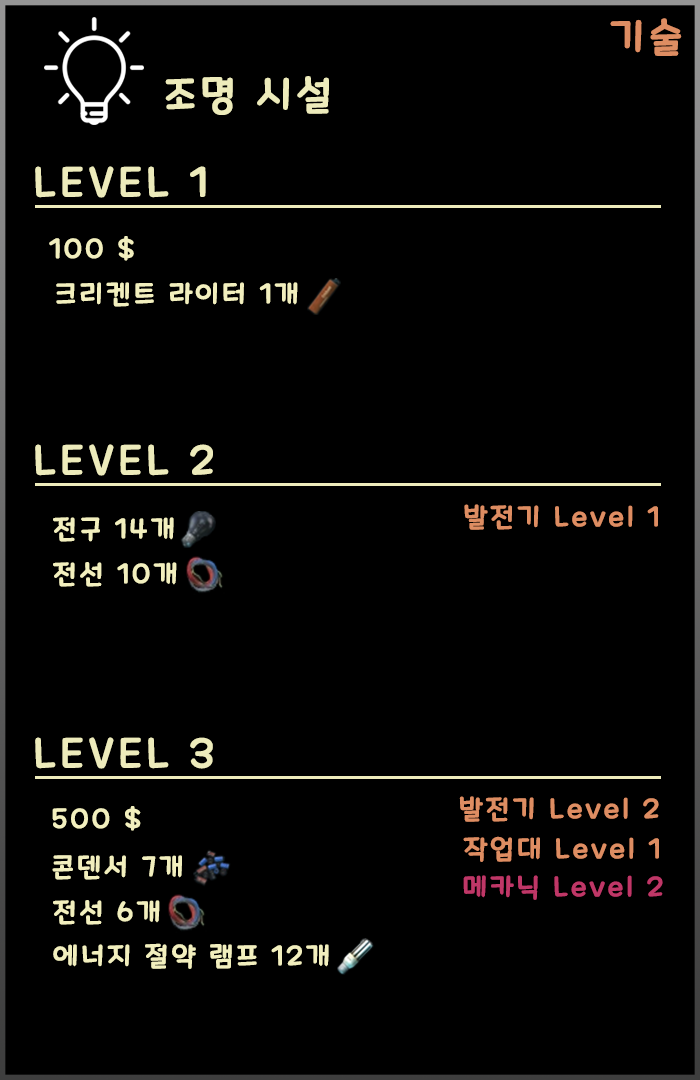 기술
조명 시설
LEVEL 1
100 $
크리켄트 라이터 1개
LEVEL 2
전구 14개
발전기 Level 1
전선 10개
LEVEL 3
500 $
발전기 Level 2
콘덴서 7개
작업대 Level 1
메카닉 Level 2
전선 6개
에너지 절약 램프 12개